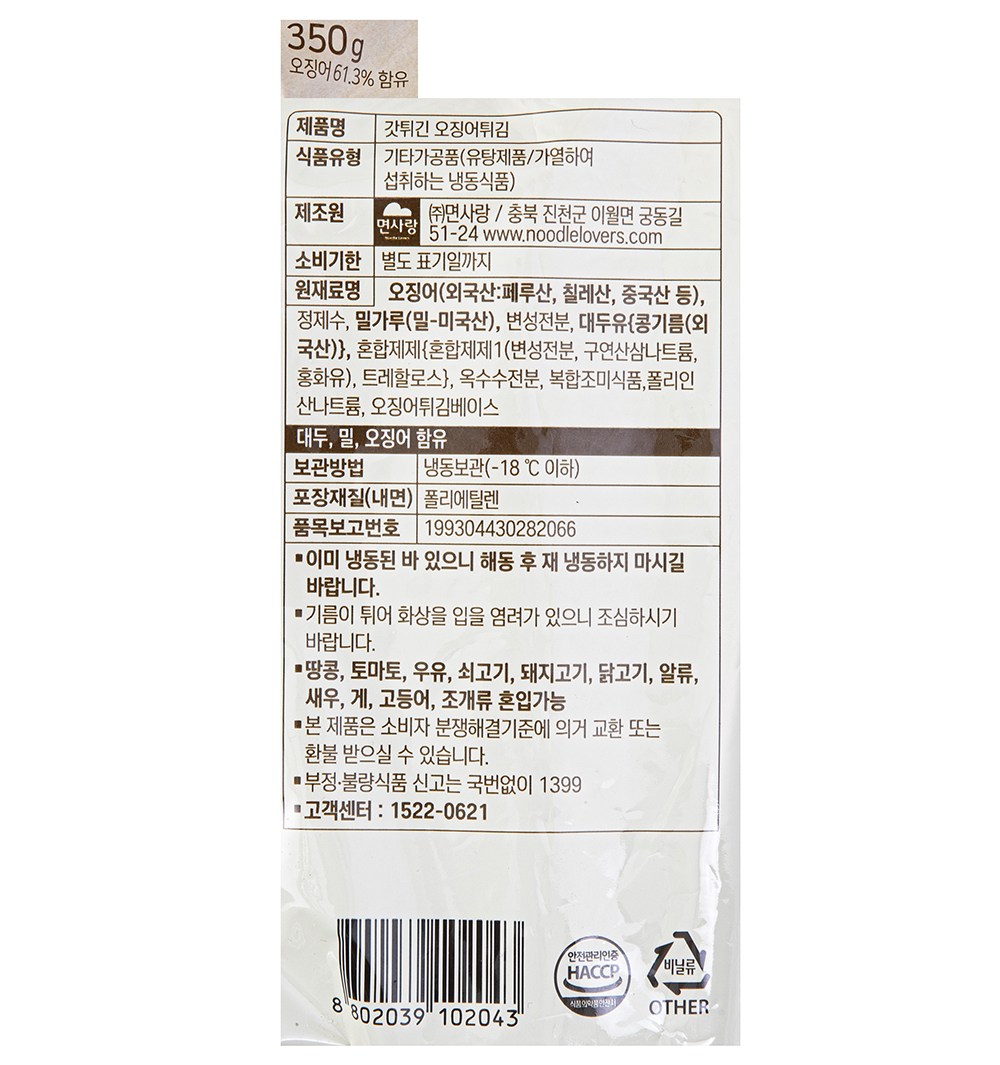 350g
오징어 61.3% 함유
제품명 갓튀긴 오징어튀김
식품유형 기타가공품(유탕제품/가열하여
섭취하는 냉동식품)
제조원 면사랑 Noodle Lovers ㈜면사랑 / 충북 진천군 이월면 궁동길
51-24 www.noodlelovers.com
소비기한 별도 표기일까지
원재료명 오징어(외국산:페루산, 칠레산, 중국산 등),
정제수, 밀가루(밀-미국산), 변성전분, 대두유{콩기름(외
국산)}, 혼합제제{혼합제제1(변성전분, 구연산삼나트륨,
홍화유), 트레할로스}, 옥수수전분, 복합조미식품,폴리인
산나트륨, 오징어튀김베이스
대두, 밀, 오징어 함유
보관방법 냉동보관(-18 ℃ 이하)
포장재질(내면) 폴리에틸렌
품목보고번호 199304430282066
▪이미 냉동된 바 있으니 해동 후 재 냉동하지 마시길
바랍니다.
▪기름이 튀어 화상을 입을 염려가 있으니 조심하시기
바랍니다.
▪땅콩, 토마토, 우유, 쇠고기, 돼지고기, 닭고기, 알류,
새우, 게, 고등어, 조개류 혼입가능
▪본 제품은 소비자 분쟁해결기준에 의거 교환 또는
환불 받으실 수 있습니다.
▪부정·불량식품 신고는 국번없이 1399
▪고객센터 : 1522-0621
8 802039 102043
안전관리인증
HACCP
식품의약품안전처
비닐류
OTHER